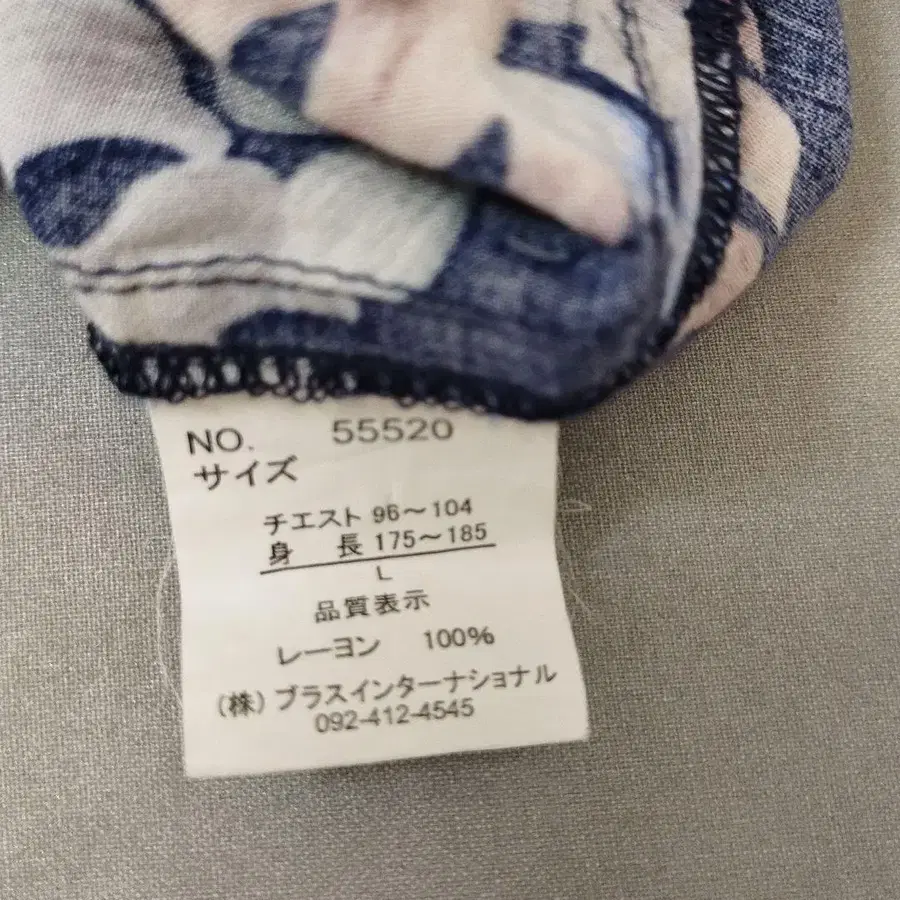 NO. 55520
サイズ
チエスト 96～104
身 長 175～185
L
品質表示
レーヨン 100%
(株)プラスインターナショナル
092-412-4545